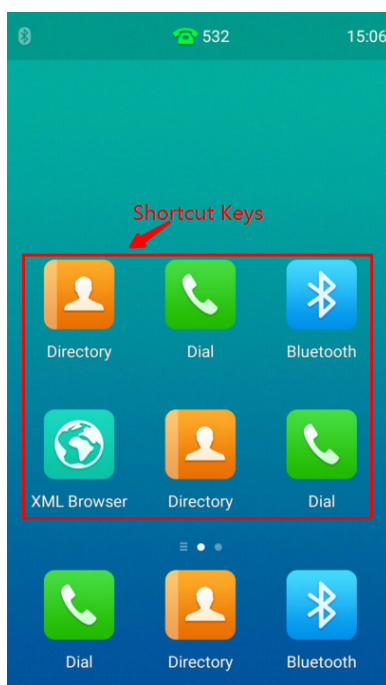 532 15:06
Shortcut Keys
Directory Dial Bluetooth
XML Browser Directory Dial
Dial Directory Bluetooth